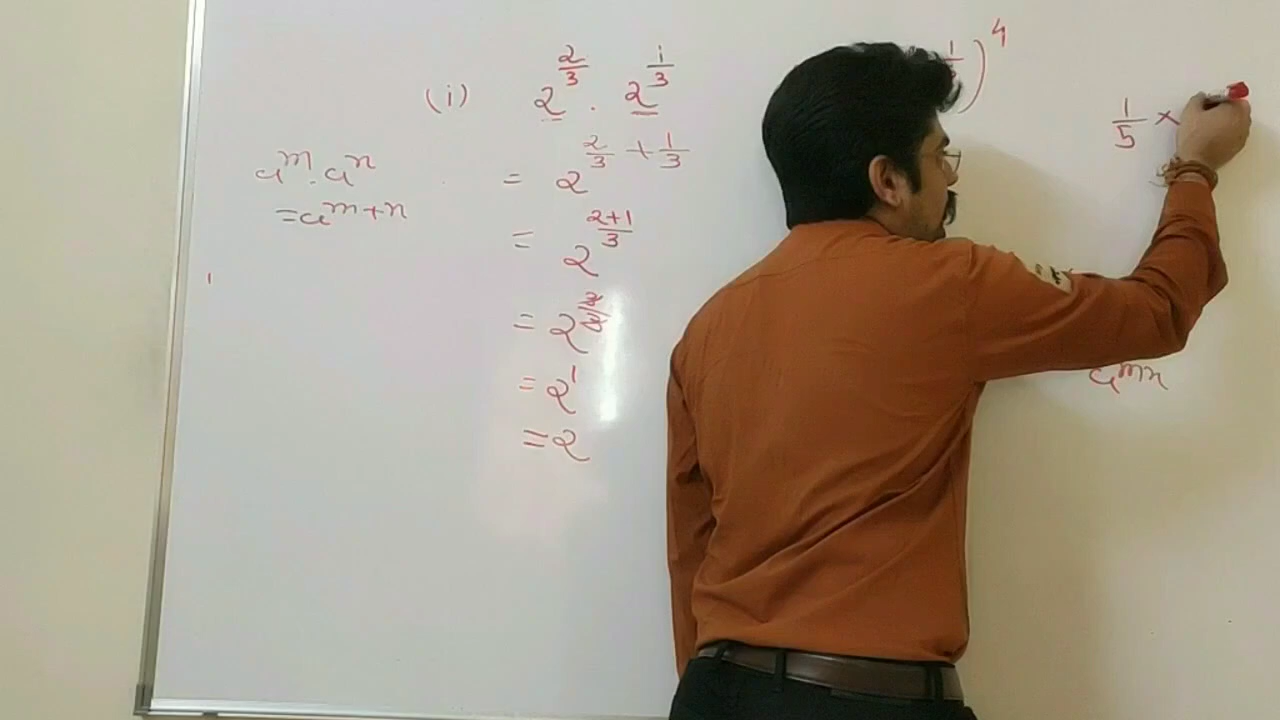 (i) 2^(2/3) . 2^(1/3)
= 2^(2/3 + 1/3)
= 2^((2+1)/3)
= 2^(3/3)
= 2^1
= 2
a^m . a^n
= a^(m+n)
)^4
1/5 ×
a^(mn)